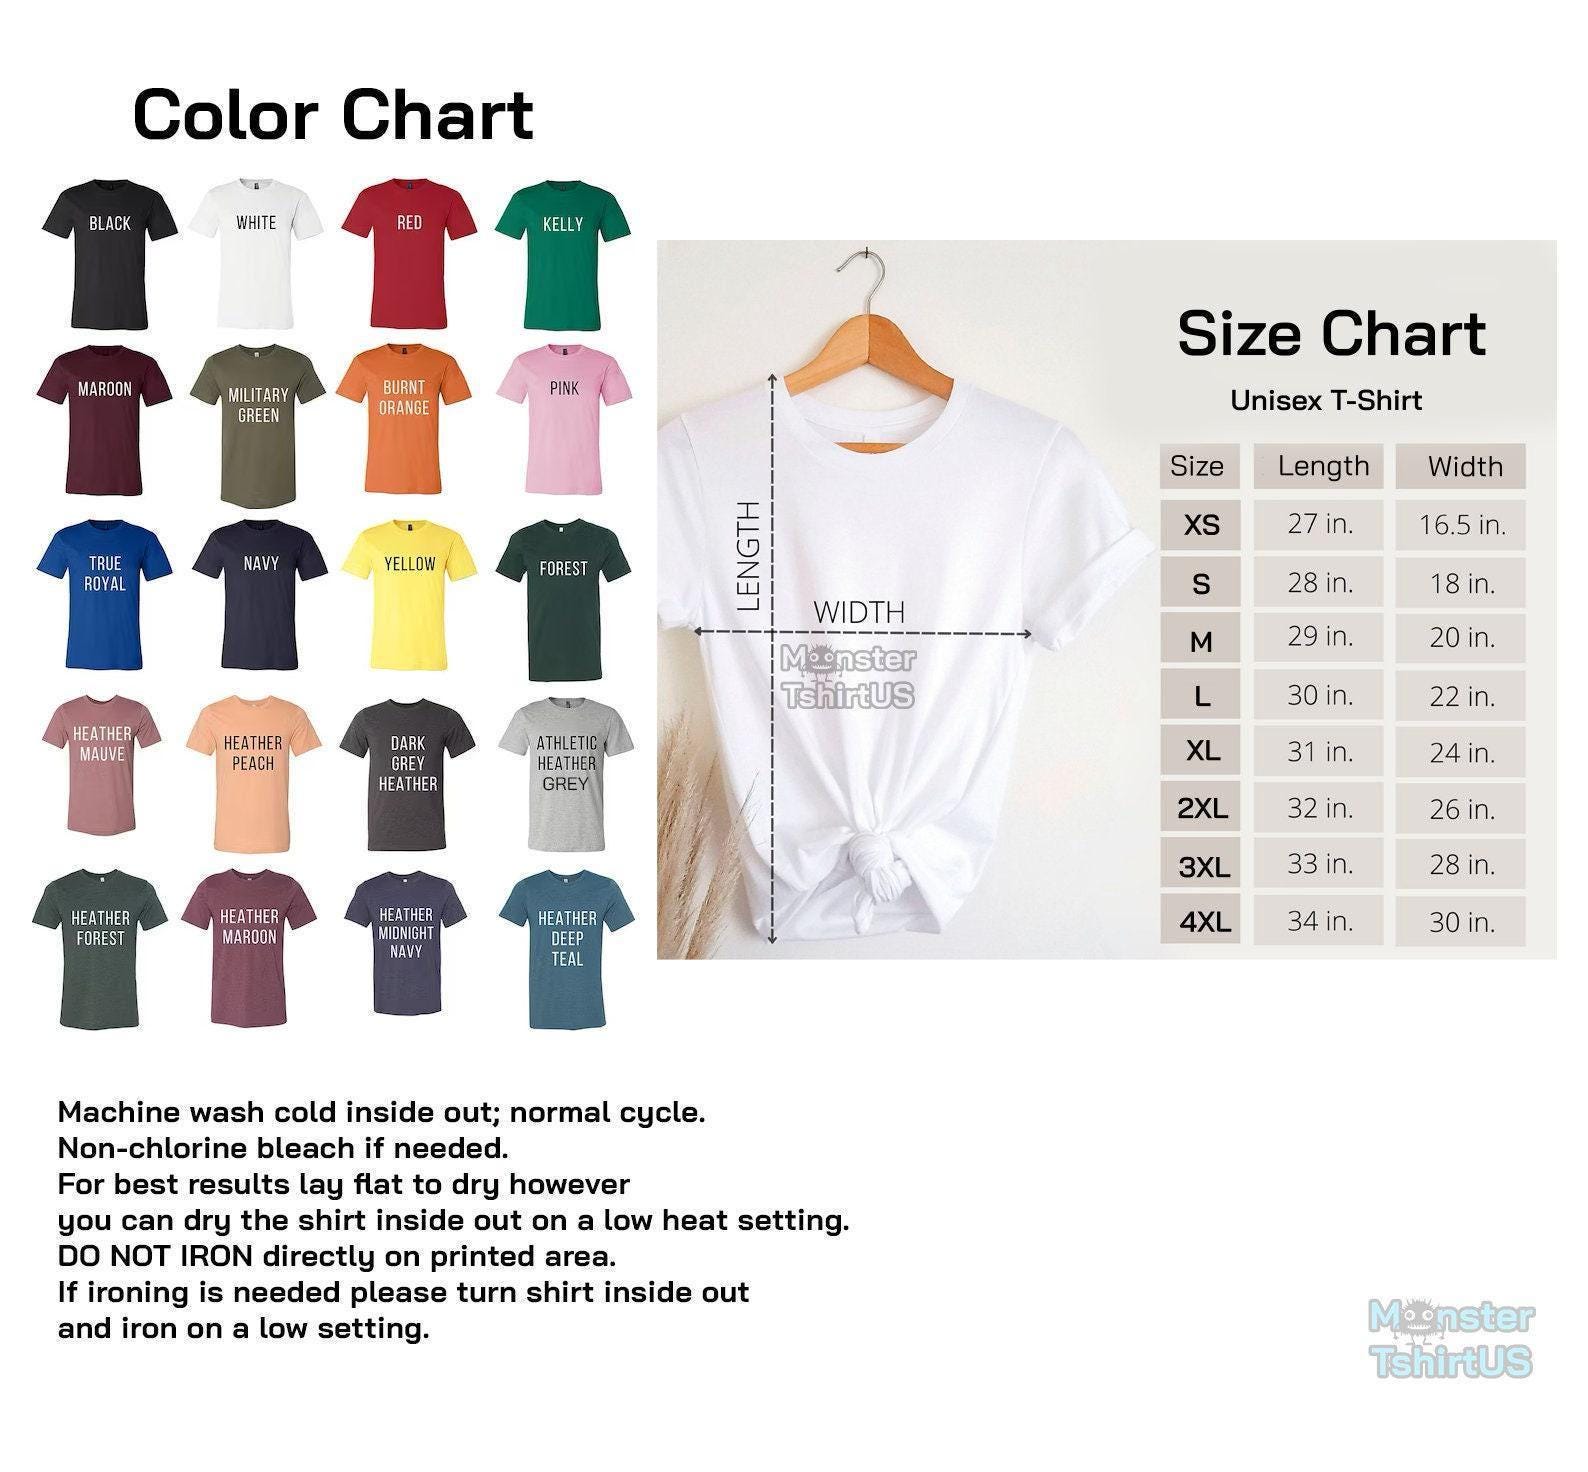 Color Chart
BLACK
WHITE
RED
KELLY
MAROON
MILITARY
GREEN
BURNT
ORANGE
PINK
TRUE
ROYAL
NAVY
YELLOW
FOREST
HEATHER
MAUVE
HEATHER
PEACH
DARK
GREY
HEATHER
ATHLETIC
HEATHER
GREY
HEATHER
FOREST
HEATHER
MAROON
HEATHER
MIDNIGHT
NAVY
HEATHER
DEEP
TEAL
LENGTH
WIDTH
Monster
TshirtUS
Size Chart
Unisex T-Shirt
Size Length Width
XS 27 in. 16.5 in.
S 28 in. 18 in.
M 29 in. 20 in.
L 30 in. 22 in.
XL 31 in. 24 in.
2XL 32 in. 26 in.
3XL 33 in. 28 in.
4XL 34 in. 30 in.
Machine wash cold inside out; normal cycle.
Non-chlorine bleach if needed.
For best results lay flat to dry however
you can dry the shirt inside out on a low heat setting.
DO NOT IRON directly on printed area.
If ironing is needed please turn shirt inside out
and iron on a low setting.
Monster
TshirtUS